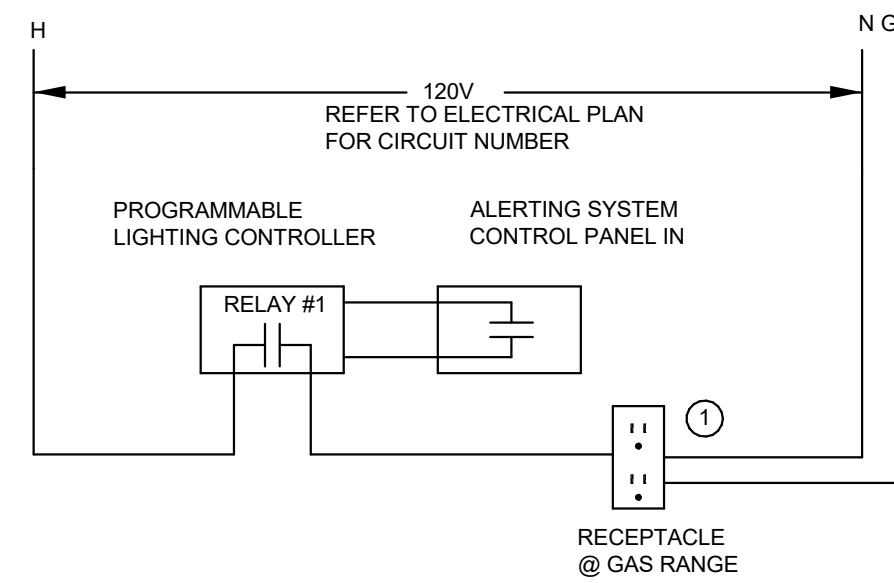 H
N G
120V
REFER TO ELECTRICAL PLAN
FOR CIRCUIT NUMBER
PROGRAMMABLE
LIGHTING CONTROLLER
ALERTING SYSTEM
CONTROL PANEL IN
RELAY #1
1
RECEPTACLE
@ GAS RANGE